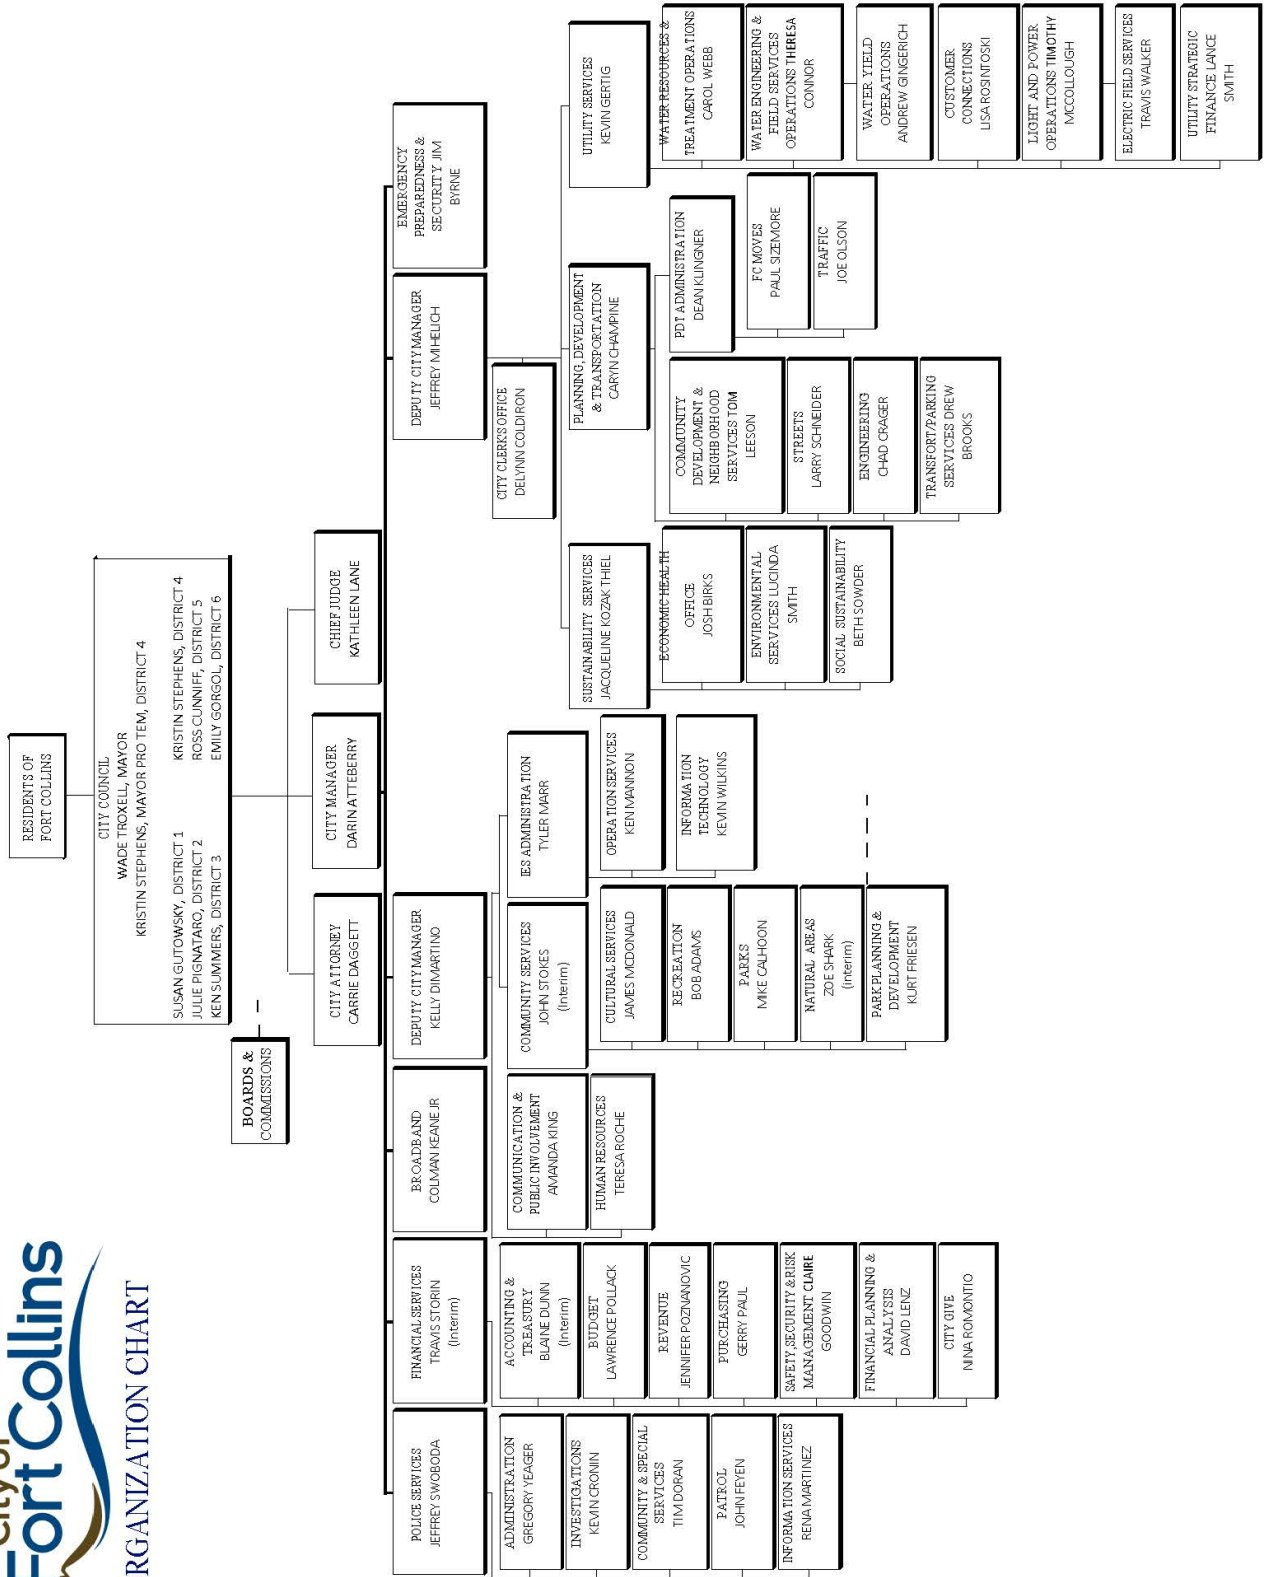 City of
Fort Collins
RGANIZATION CHART
RESIDENTS OF
FORT COLLINS
CITY COUNCIL
WADE TROXELL, MAYOR
KRISTIN STEPHENS, MAYOR PRO TEM, DISTRICT 4
SUSAN GUTOWSKY, DISTRICT 1
JULIE PIGNATARO, DISTRICT 2
KEN SUMMERS, DISTRICT 3
KRISTIN STEPHENS, DISTRICT 4
ROSS CUNNIFF, DISTRICT 5
EMILY GORGOL, DISTRICT 6
BOARDS &
COMMISSIONS
CITY ATTORNEY
CARRIE DAGGETT
CITY MANAGER
DARIN ATTEBERRY
CHIEF JUDGE
KATHLEEN LANE
POLICE SERVICES
JEFFREY SWOBODA
FINANCIAL SERVICES
TRAVIS STORIN
(Interim)
BROADBAND
COLMAN KEANE JR
DEPUTY CITY MANAGER
KELLY DIMARTINO
DEPUTY CITY MANAGER
JEFFREY MIHELICH
EMERGENCY
PREPAREDNESS &
SECURITY JIM
BYRNE
ADMINISTRATION
GREGORY YEAGER
INVESTIGATIONS
KEVIN CRONIN
COMMUNITY & SPECIAL
SERVICES
TIM DORAN
PATROL
JOHN FEYEN
INFORMATION SERVICES
RENA MARTINEZ
ACCOUNTING &
TREASURY
BLAINE DUNN
(Interim)
BUDGET
LAWRENCE POLLACK
REVENUE
JENNIFER POZNANOVIC
PURCHASING
GERRY PAUL
SAFETY, SECURITY & RISK
MANAGEMENT CLAIRE
GOODWIN
FINANCIAL PLANNING &
ANALYSIS
DAVID LENZ
CITY GIVE
NINA ROMONTIO
COMMUNICATION &
PUBLIC INVOLVEMENT
AMANDA KING
HUMAN RESOURCES
TERESA ROCHE
COMMUNITY SERVICES
JOHN STOKES
(Interim)
CULTURAL SERVICES
JAMES MCDONALD
RECREATION
BOB ADAMS
PARKS
MIKE CALHOON
NATURAL AREAS
ZOE SHARK
(interim)
PARK PLANNING &
DEVELOPMENT
KURT FRIESEN
IES ADMINISTRATION
TYLER MARR
OPERATION SERVICES
KEN MANNON
INFORMATION
TECHNOLOGY
KEVIN WILKINS
CITY CLERK'S OFFICE
DELYNN COLDIRON
SUSTAINABILITY SERVICES
JACQUELINE KOZAK THIEL
ECONOMIC HEALTH
OFFICE
JOSH BIRKS
ENVIRONMENTAL
SERVICES LUCINDA
SMITH
SOCIAL SUSTAINABILITY
BETH SOWDER
PLANNING, DEVELOPMENT
& TRANSPORTATION
CARYN CHAMPINE
COMMUNITY
DEVELOPMENT &
NEIGHBORHOOD
SERVICES TOM
LEESON
STREETS
LARRY SCHNEIDER
ENGINEERING
CHAD CRAGER
TRANSFORT/PARKING
SERVICES DREW
BROOKS
PDT ADMINISTRATION
DEAN KLINGNER
FC MOVES
PAUL SIZEMORE
TRAFFIC
JOE OLSON
UTILITY SERVICES
KEVIN GERTIG
WATER RESOURCES &
TREATMENT OPERATIONS
CAROL WEBB
WATER ENGINEERING &
FIELD SERVICES
OPERATIONS THERESA
CONNOR
WATER YIELD
OPERATIONS
ANDREW GINGERICH
CUSTOMER
CONNECTIONS
LISA ROSINTOSKI
LIGHT AND POWER
OPERATIONS TIMOTHY
MCCOLLOUGH
ELECTRIC FIELD SERVICES
TRAVIS WALKER
UTILITY STRATEGIC
FINANCE LANCE
SMITH